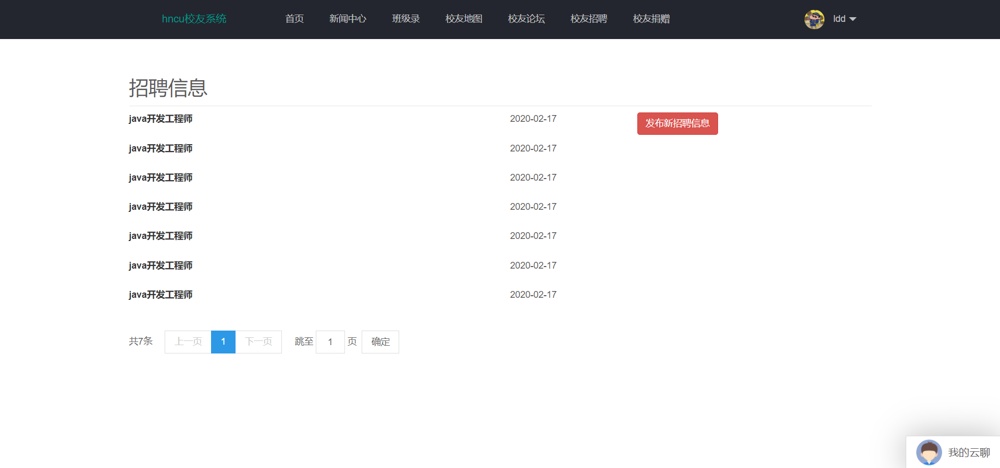 hncu校友系统 首页 新闻中心 班级录 校友地图 校友论坛 校友招聘 校友捐赠 ldd
招聘信息
java开发工程师 2020-02-17 发布新招聘信息
java开发工程师 2020-02-17
java开发工程师 2020-02-17
java开发工程师 2020-02-17
java开发工程师 2020-02-17
java开发工程师 2020-02-17
java开发工程师 2020-02-17
共7条 上一页 1 下一页 跳至 1 页 确定
我的云聊